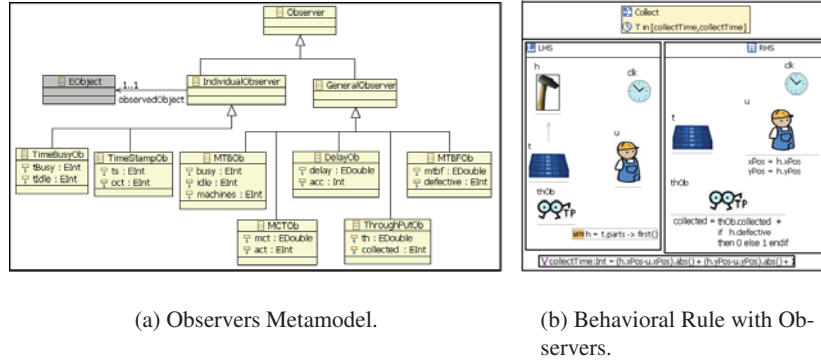 Observer
EObject
1..1
observedObject
IndividualObserver
GeneralObserver
TimeBusyOb
tBusy : EInt
tIdle : EInt
TimeStampOb
ts : EInt
oct : EInt
MTBOb
busy : EInt
idle : EInt
machines : EInt
DelayOb
delay : EDouble
acc : Int
MTBFOb
mtbf : EDouble
defective : EInt
MCTOb
mct : EDouble
act : EInt
ThroughPutOb
th : EDouble
collected : EInt
(a) Observers Metamodel.
Collect
T in [collectTime,collectTime]
L LHS
h
clk
t
u
thOb
TP
WITH h = t.parts -> first()
R RHS
clk
u
t
xPos = h.xPos
yPos = h.yPos
thOb
TP
collected = thOb.collected +
if h.defective
then 0 else 1 endif
V collectTime:Int = (h.xPos-u.xPos).abs() + (h.yPos-u.yPos).abs() + 1
(b) Behavioral Rule with Ob-
servers.